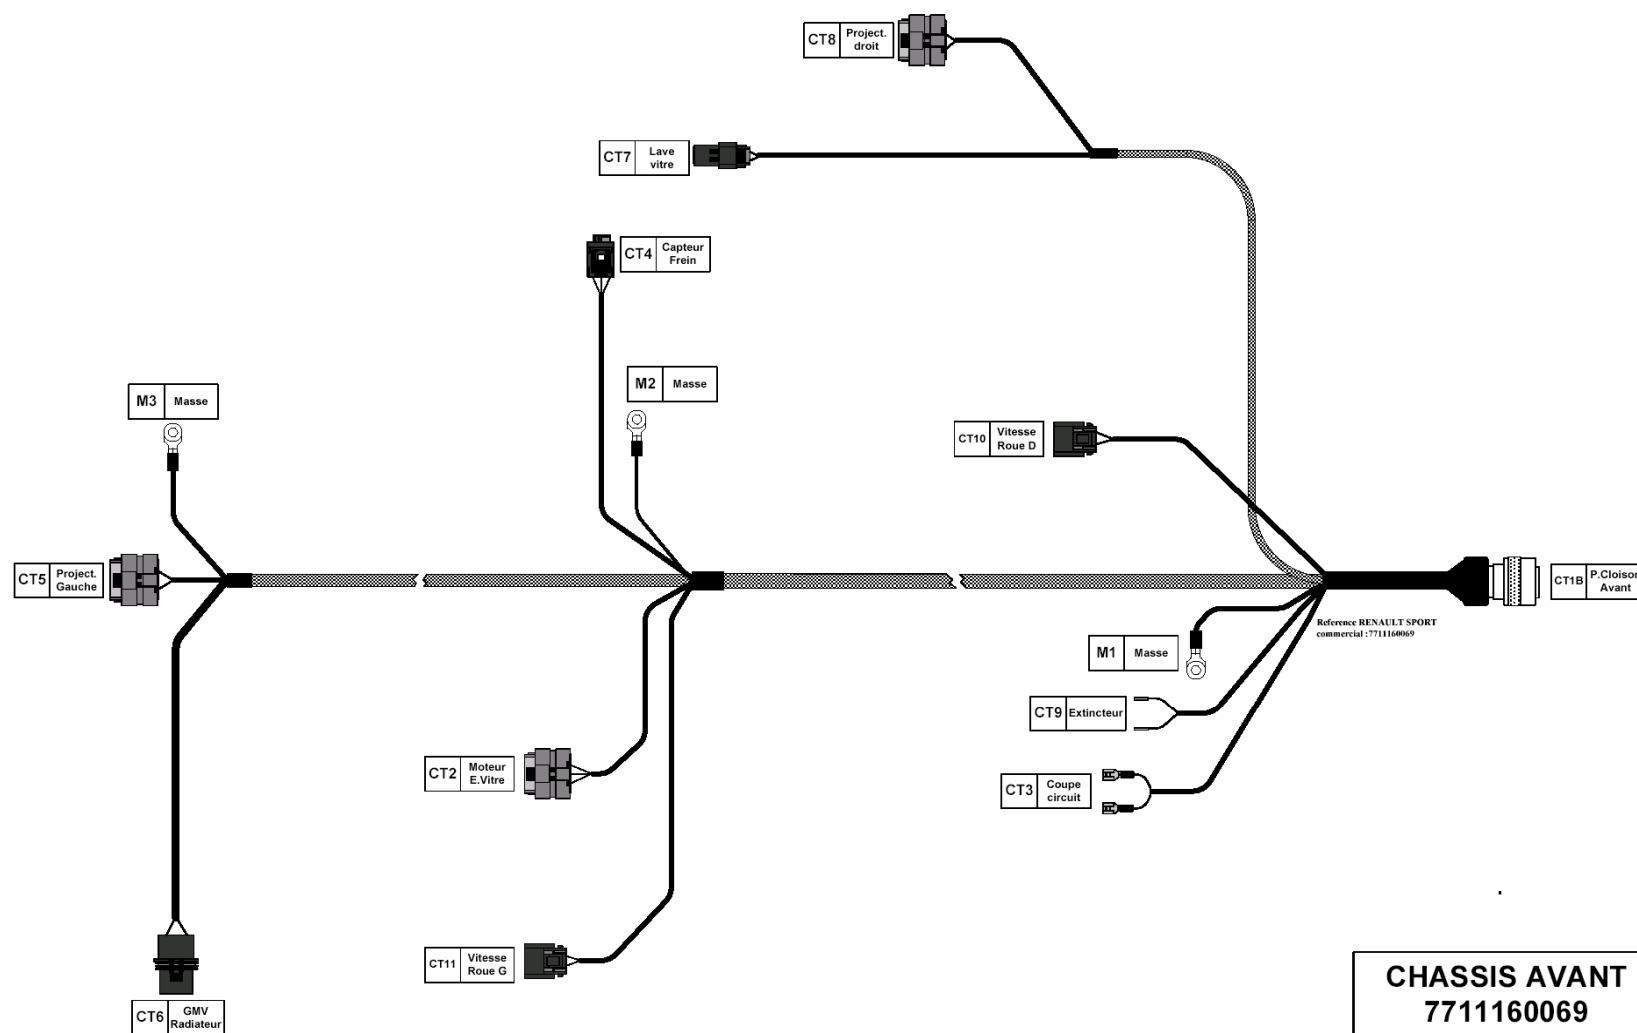 CT8
Project.
droit
CT7
Lave
vitre
CT4
Capteur
Frein
M3
Masse
M2
Masse
CT10
Vitesse
Roue D
CT5
Project.
Gauche
CT1B
P.Cloison
Avant
Reference RENAULT SPORT
commercial :7711160069
M1
Masse
CT9
Extincteur
CT2
Moteur
E.Vitre
CT3
Coupe
circuit
CT11
Vitesse
Roue G
CT6
GMV
Radiateur
CHASSIS AVANT
7711160069